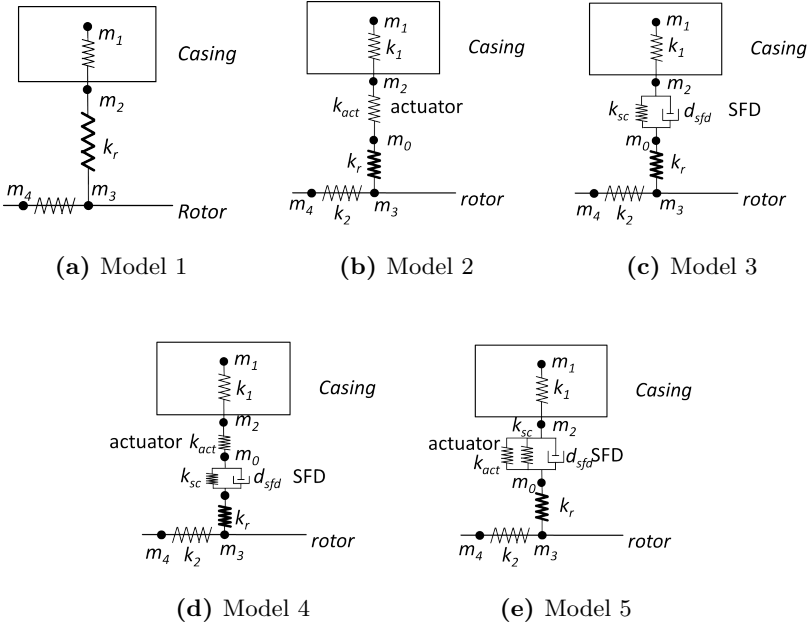 m1
Casing
m2
kr
m4
m3
Rotor
(a) Model 1
m1
k1
Casing
m2
kact
actuator
m0
kr
m4
k2
m3
rotor
(b) Model 2
m1
k1
Casing
m2
ksc
dsfd
SFD
m0
kr
m4
k2
m3
rotor
(c) Model 3
m1
k1
Casing
m2
actuator
kact
m0
ksc
dsfd
SFD
kr
m4
k2
m3
rotor
(d) Model 4
m1
k1
Casing
ksc
m2
actuator
kact
dsfd
SFD
m0
kr
m4
k2
m3
rotor
(e) Model 5